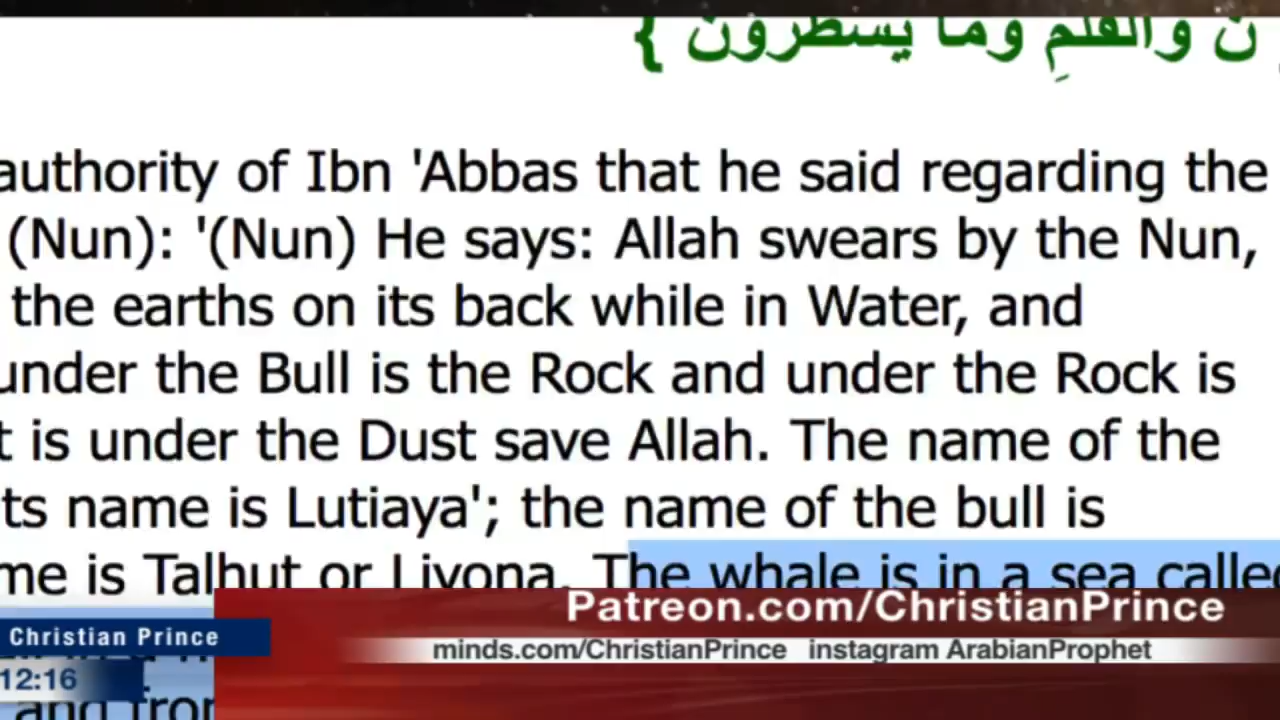 ن والقلمِ وما يسطرون }
authority of Ibn 'Abbas that he said regarding the
(Nun): '(Nun) He says: Allah swears by the Nun,
the earths on its back while in Water, and
under the Bull is the Rock and under the Rock is
t is under the Dust save Allah. The name of the
ts name is Lutiaya'; the name of the bull is
me is Talhut or Livona. The whale is in a sea called
Patreon.com/ChristianPrince
Christian Prince
minds.com/ChristianPrince instagram ArabianProphet
12:16
and from